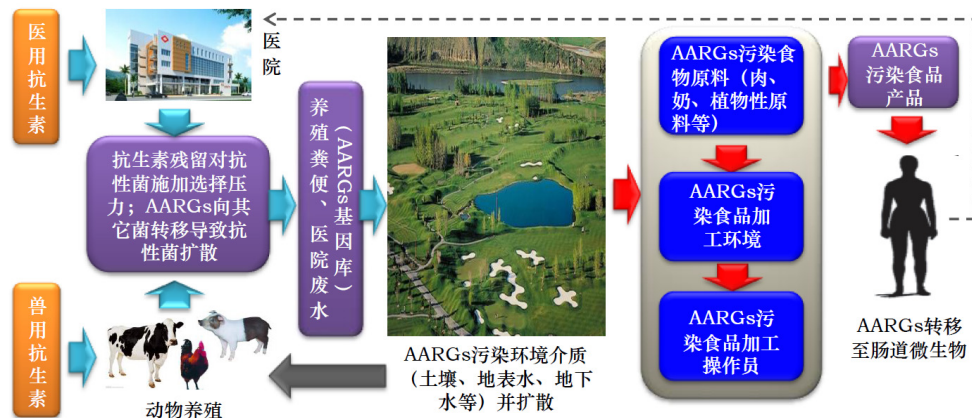 医用抗生素
医院
抗生素残留对抗
性菌施加选择压
力；AARGs向其
它菌转移导致抗
性菌扩散
兽用抗生素
动物养殖
养殖粪便、医院废水
（AARGs基因库）
AARGs污染环境介质
（土壤、地表水、地下
水等）并扩散
AARGs污染食
物原料（肉、
奶、植物性原
料等）
AARGs污
染食品加
工环境
AARGs污
染食品加工
操作员
AARGs
污染食品
产品
AARGs转移
至肠道微生物